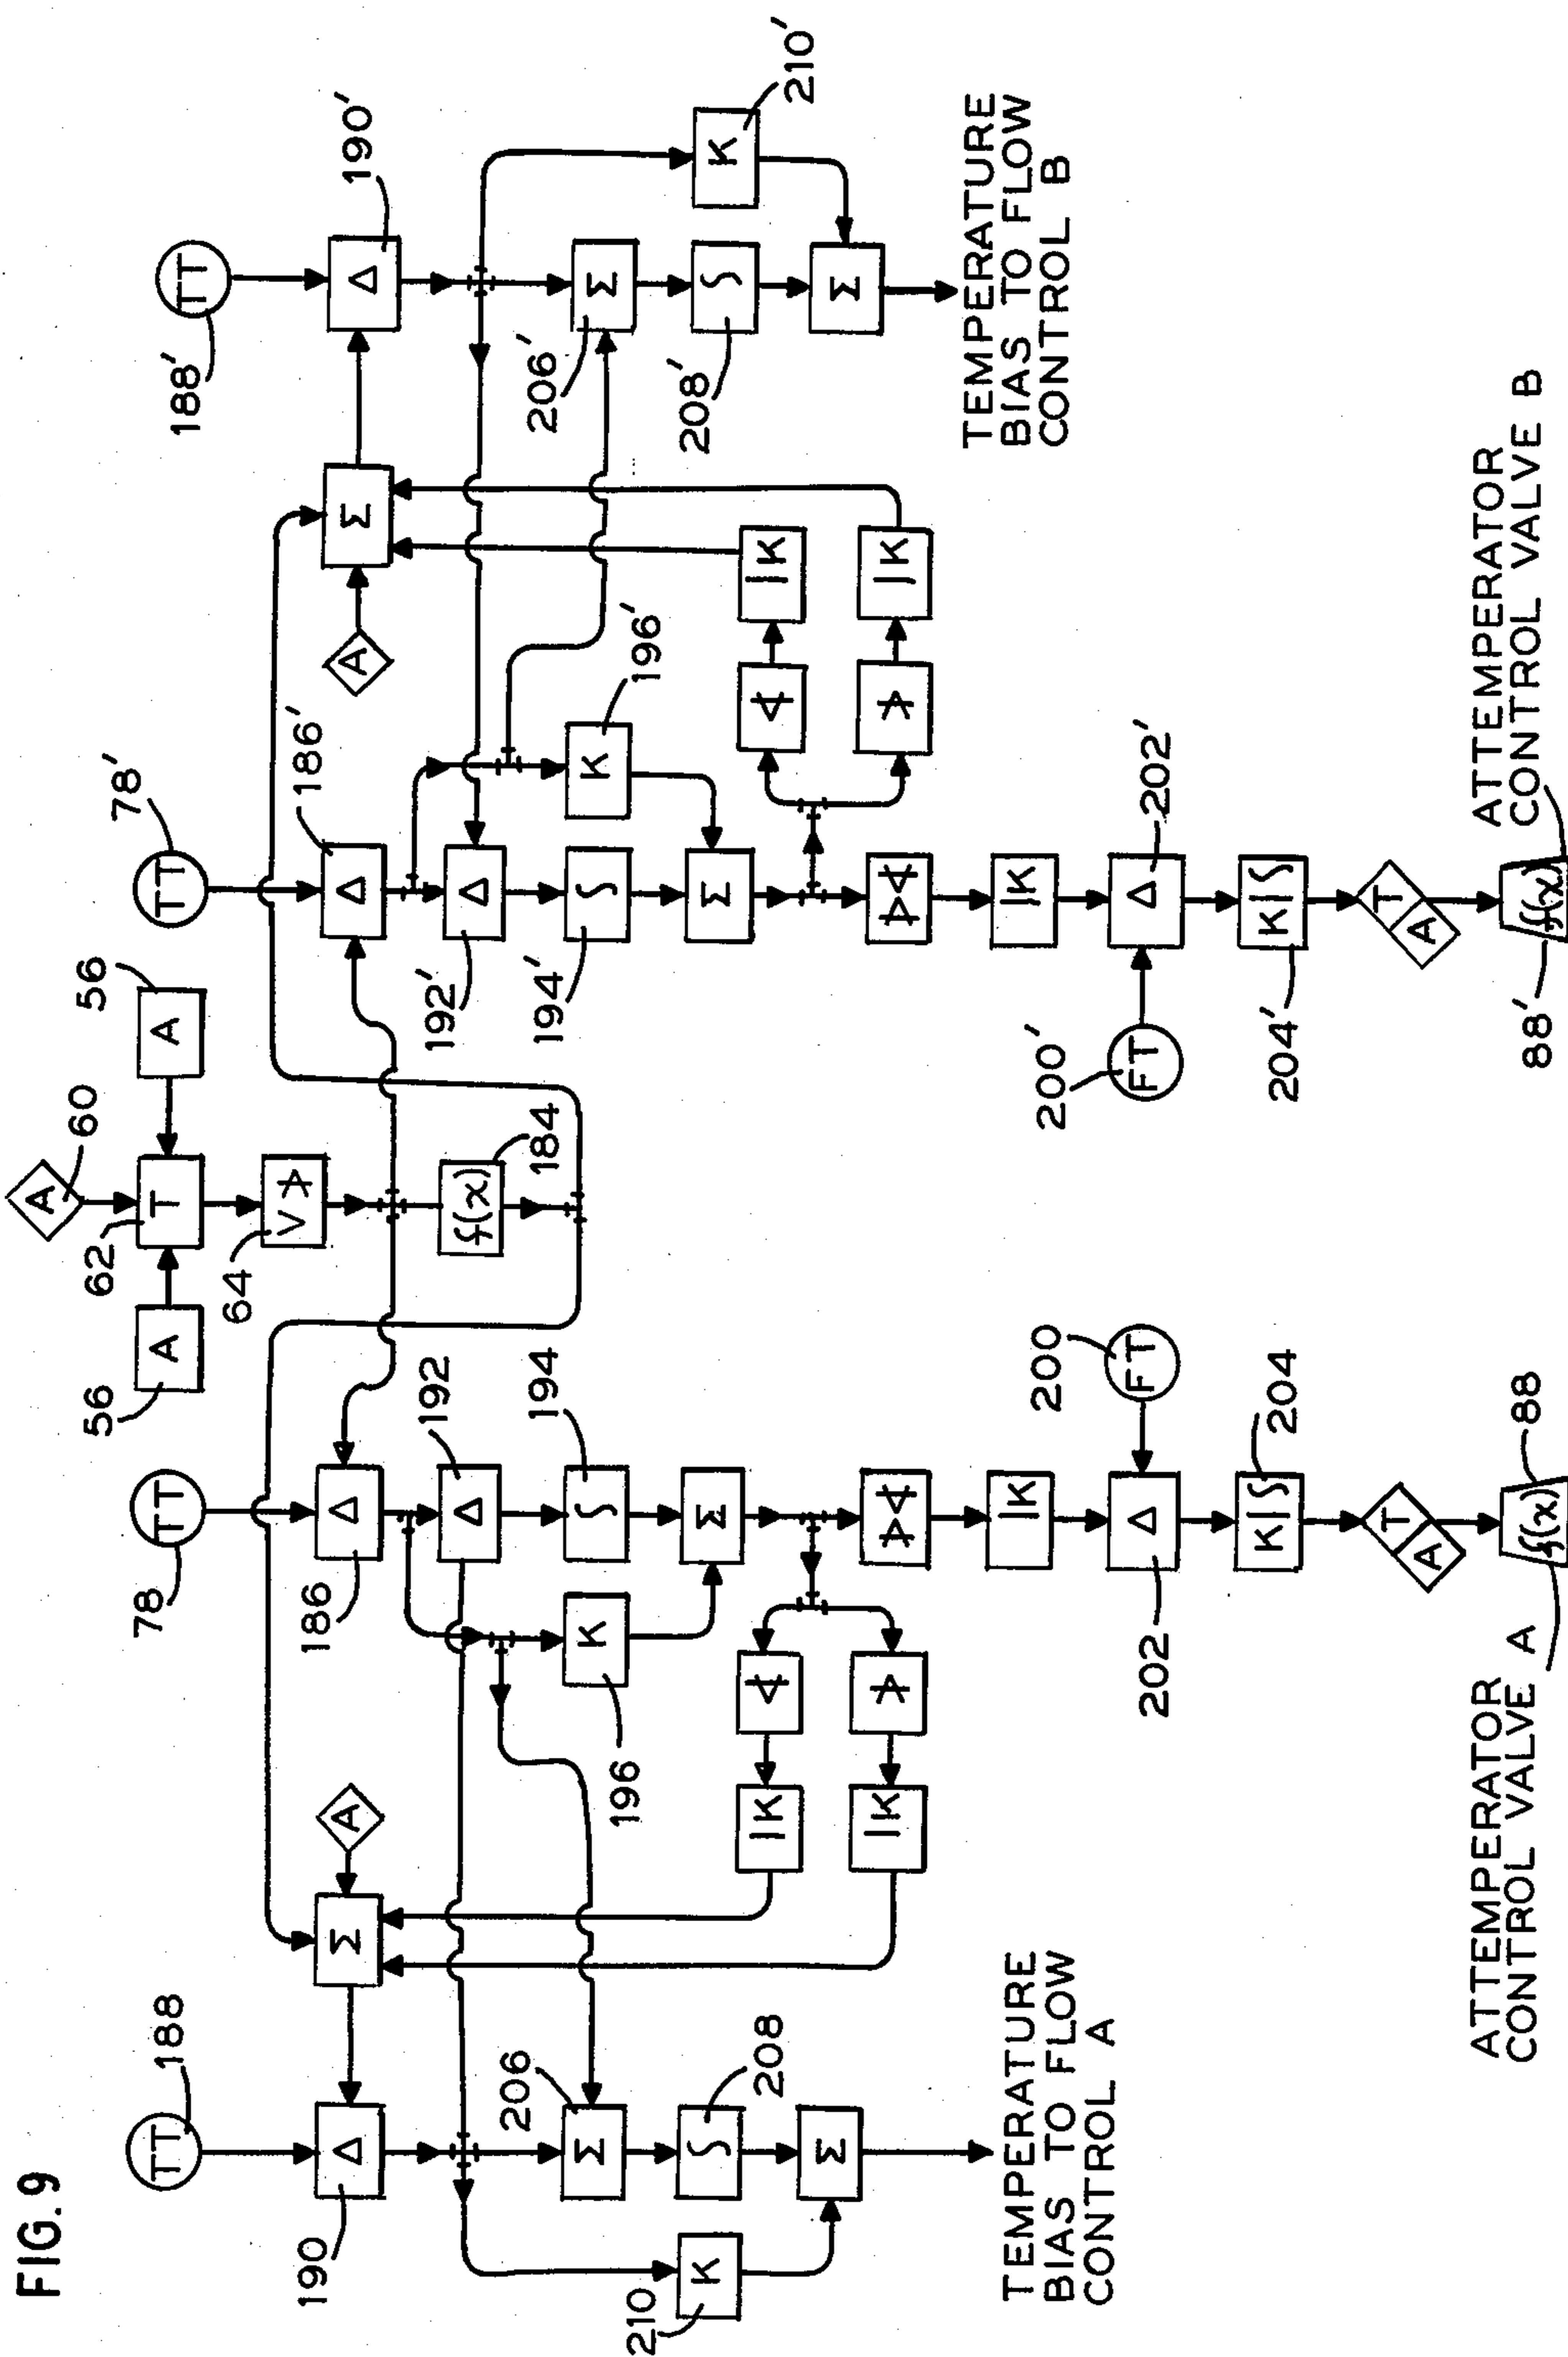 FIG. 9
A
60
56
A
T
A
56
62
64
V ≯
f(x)
184
188
TT
78
TT
78'
TT
188'
TT
190
Δ
Σ
A
186
Δ
186'
Δ
A
Σ
190'
Δ
192
Δ
192'
Δ
206
Σ
196
K
194
∫
194'
∫
196'
K
206'
Σ
210
K
208
∫
Σ
Σ
208'
∫
210'
K
Σ
|K
≮
≮
|K
Σ
|K
≯
≮≯
≮≯
≯
|K
|K
|K
TEMPERATURE
BIAS TO FLOW
CONTROL A
TEMPERATURE
BIAS TO FLOW
CONTROL B
202
Δ
200
FT
200'
FT
202'
Δ
204
K|∫
204'
K|∫
T
A
T
A
ATTEMPERATOR
CONTROL VALVE A
f(x)
88
88'
f(x)
ATTEMPERATOR
CONTROL VALVE B